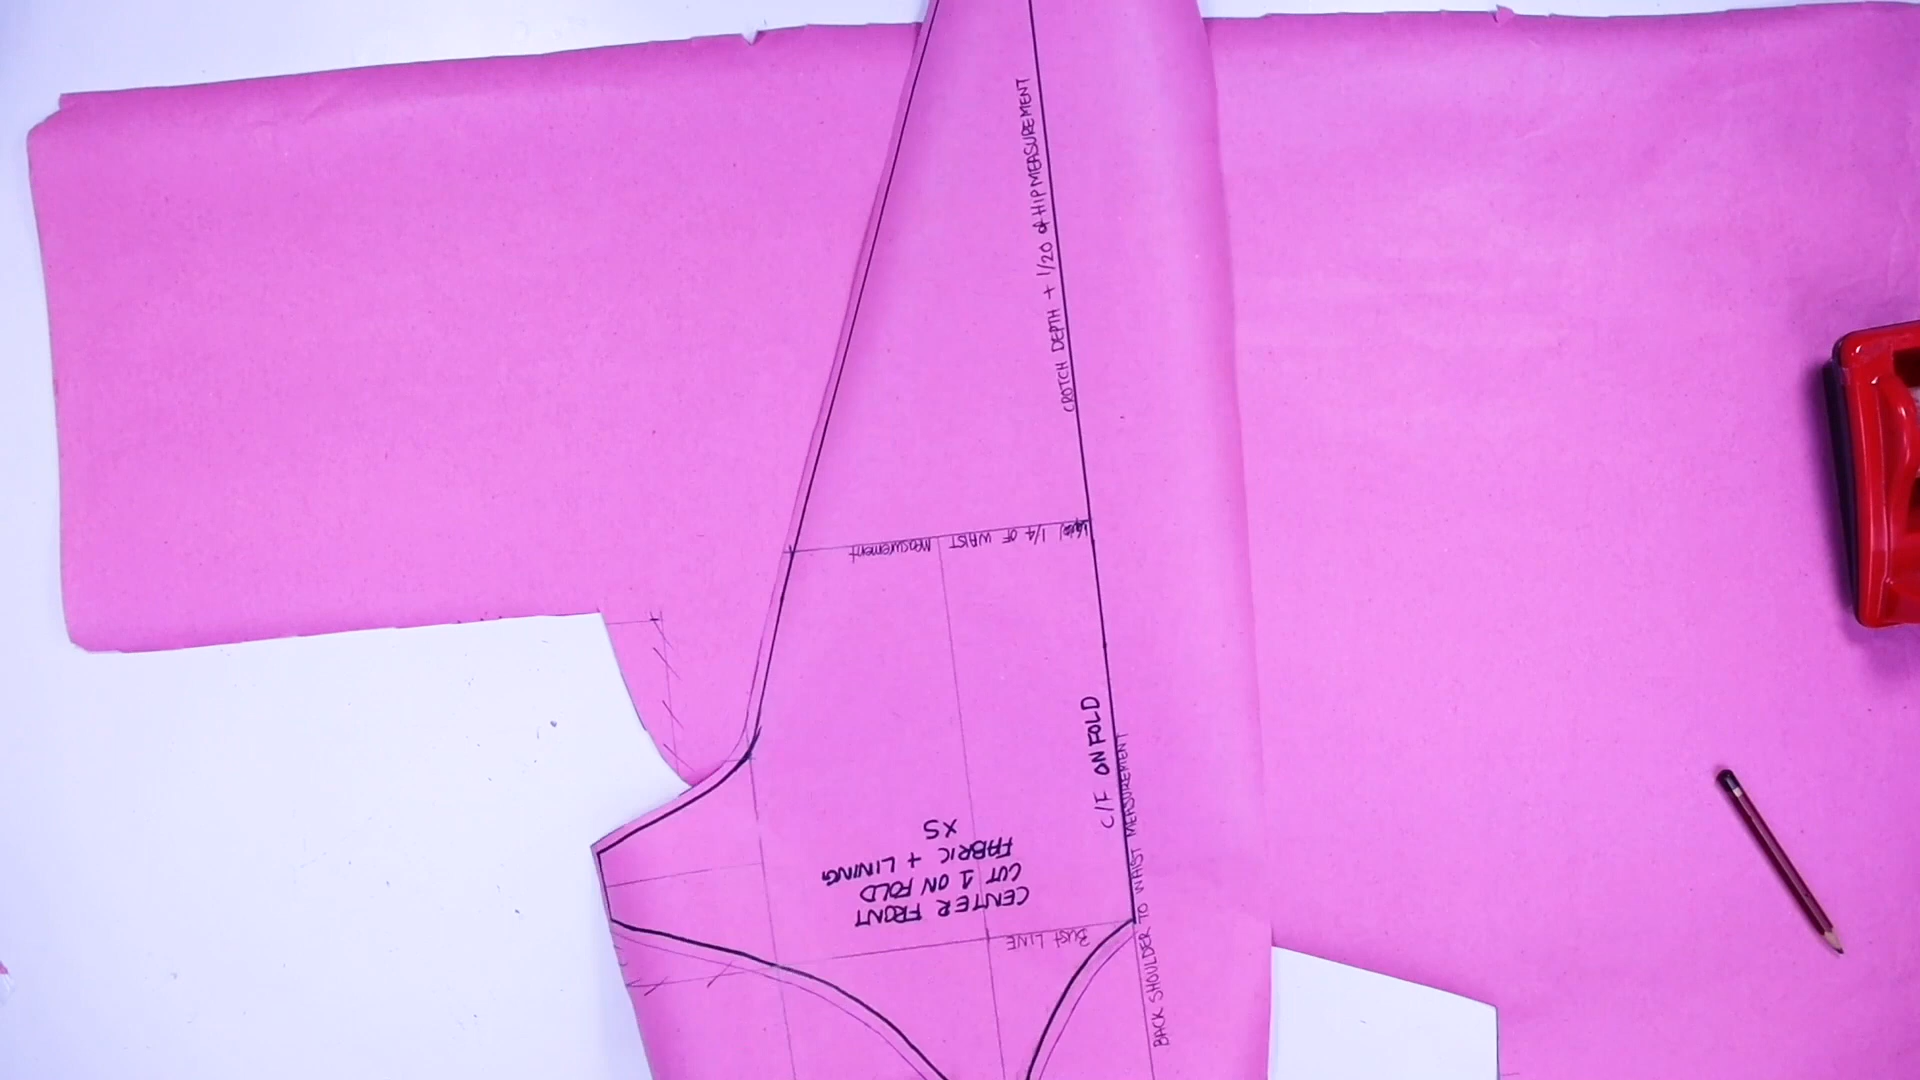 CROTCH DEPTH + 1/20 of HIP MEASUREMENT
1/4 OF WAIST measurement
C/F ON FOLD
BACK SHOULDER TO WAIST MEASUREMENT
CENTER FRONT
CUT 1 ON FOLD
FABRIC + LINING
XS
BUST LINE